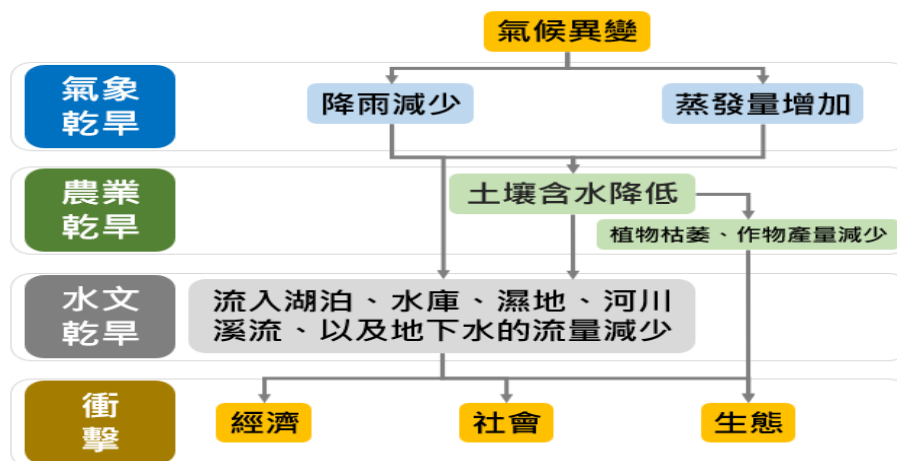 氣候異變
氣象
乾旱
降雨減少
蒸發量增加
農業
乾旱
土壤含水降低
植物枯萎、作物產量減少
水文
乾旱
流入湖泊、水庫、濕地、河川
溪流、以及地下水的流量減少
衝
擊
經濟
社會
生態